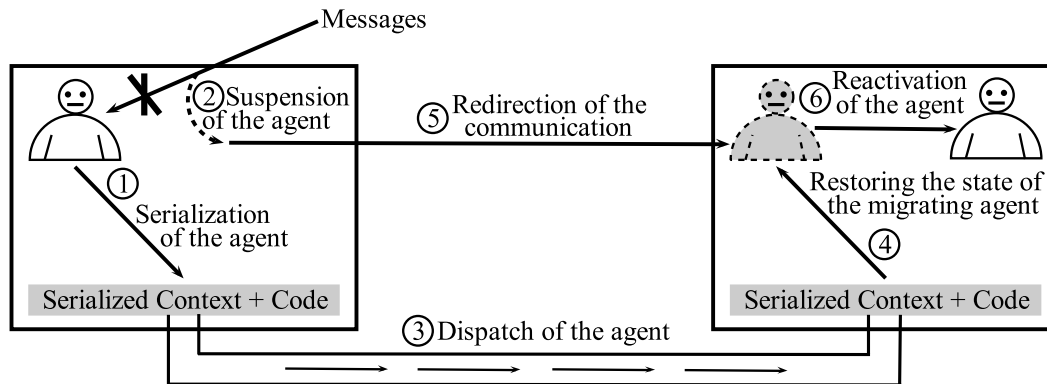 Messages
② Suspension
of the agent
⑤ Redirection of the
communication
⑥ Reactivation
of the agent
①
Serialization
of the agent
Restoring the state of
the migrating agent
④
Serialized Context + Code
Serialized Context + Code
③ Dispatch of the agent